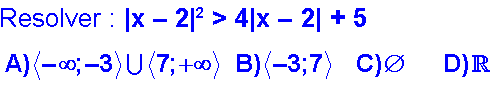 Resolver : |x – 2|² > 4|x – 2| + 5
A)⟨–∞;–3⟩∪⟨7;+∞⟩ B)⟨–3;7⟩ C)∅ D)ℝ